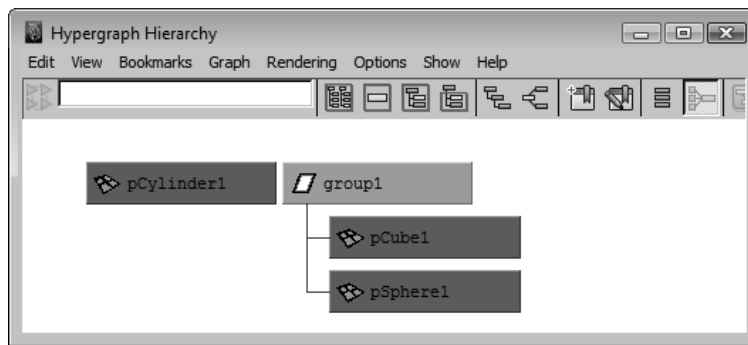 Hypergraph Hierarchy
Edit View Bookmarks Graph Rendering Options Show Help
pCylinder1 group1
pCube1
pSphere1